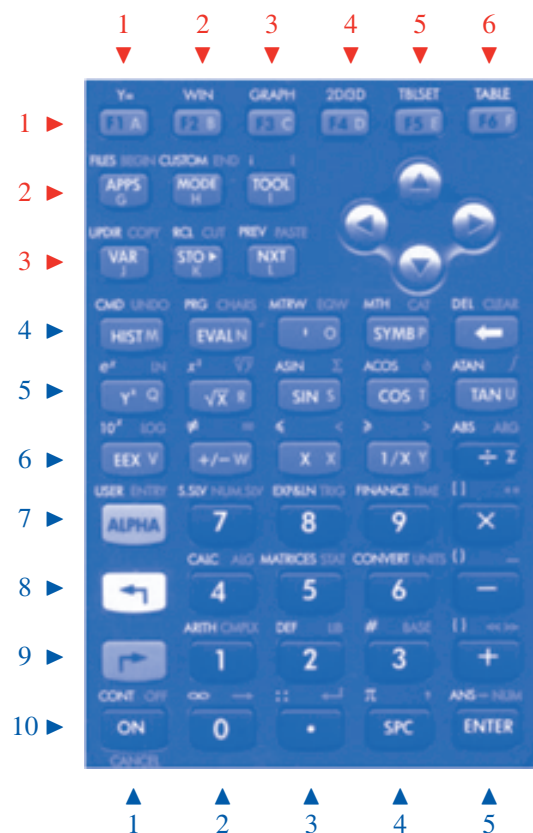 1 2 3 4 5 6
Y= WIN GRAPH 2D/3D TBLSET TABLE
1 F1 A F2 B F3 C F4 D F5 E F6 F
FILES BEGIN CUSTOM END i I
2 APPS G MODE H TOOL I
UPDIR COPY RCL CUT PREV PASTE
3 VAR J STO▶ K NXT L
CMD UNDO PRG CHARS MTRW EQW MTH CAT DEL CLEAR
4 HIST M EVAL N ' O SYMB P
eˣ LN x² ASIN Σ ACOS ∂ ATAN ∫
5 Yˣ Q √X R SIN S COS T TAN U
10ˣ LOG ≠ = ≤ < ≥ > ABS ARG
6 EEX V +/− W X X 1/X Y ÷ Z
USER ENTRY S.SLV NUM.SLV EXP&LN TRIG FINANCE TIME [ ]
7 ALPHA 7 8 9 ×
CALC ALG MATRICES STAT CONVERT UNITS ( ) _
8 4 5 6 −
ARITH CMPLX DEF LIB # BASE { } «»
9 1 2 3 +
CONT OFF ∞ → :: ↵ π , ANS →NUM
10 ON 0 . SPC ENTER
CANCEL
1 2 3 4 5